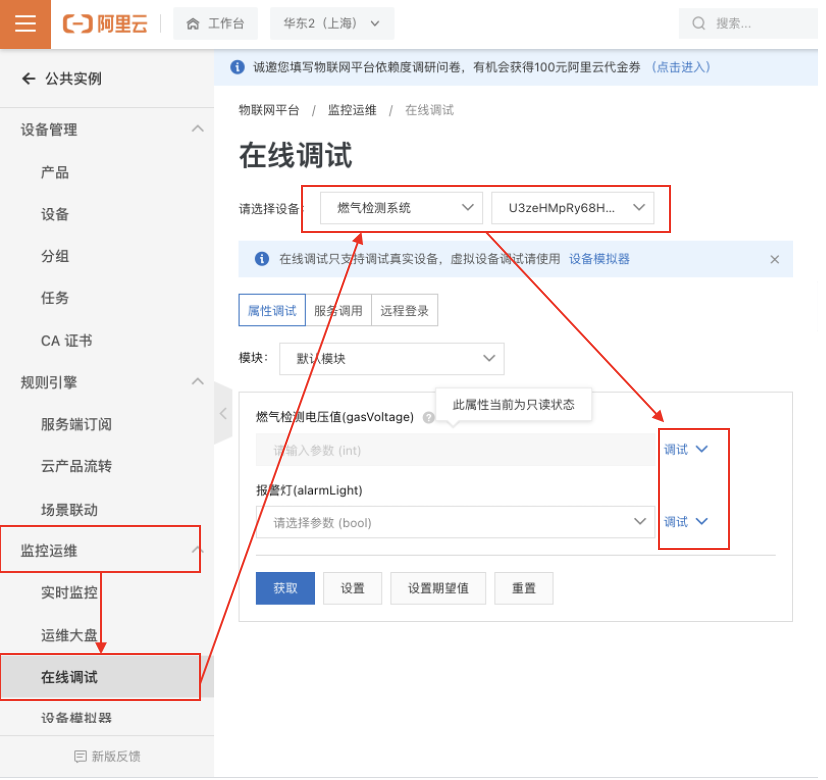 阿里云
工作台
华东2（上海）
搜索...
公共实例
设备管理
产品
设备
分组
任务
CA 证书
规则引擎
服务端订阅
云产品流转
场景联动
监控运维
实时监控
运维大盘
在线调试
设备模拟器
新版反馈
诚邀您填写物联网平台依赖度调研问卷，有机会获得100元阿里云代金券 （点击进入）
物联网平台 / 监控运维 / 在线调试
在线调试
请选择设备：
燃气检测系统
U3zeHMpRy68H...
在线调试只支持调试真实设备，虚拟设备调试请使用 设备模拟器
属性调试
服务调用
远程登录
模块：
默认模块
此属性当前为只读状态
燃气检测电压值(gasVoltage)
请输入参数 (int)
调试
报警灯(alarmLight)
请选择参数 (bool)
调试
获取
设置
设置期望值
重置